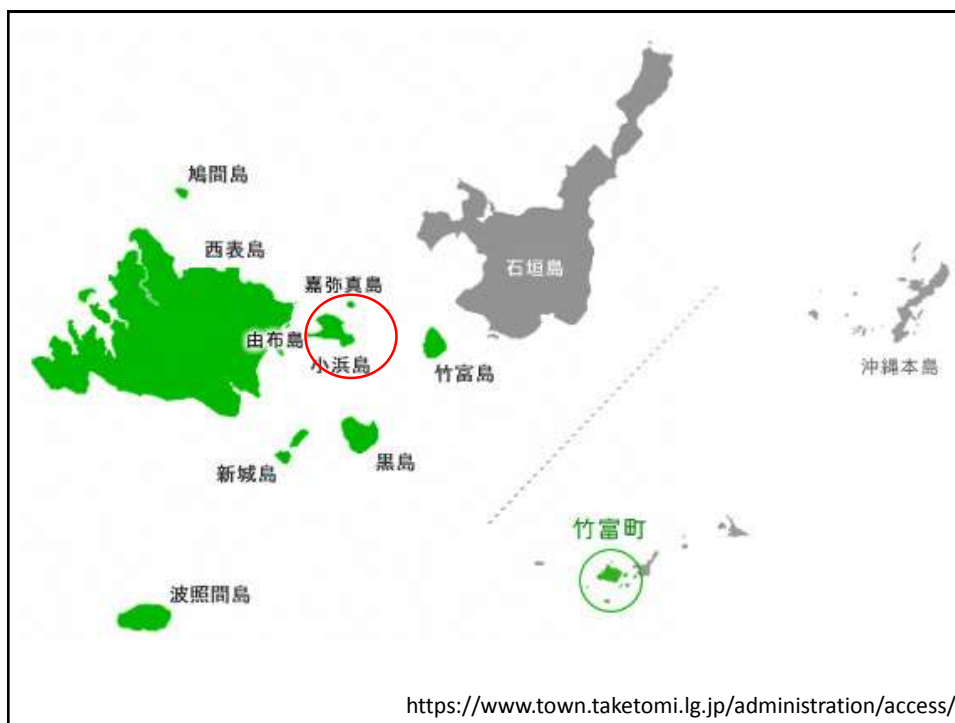 鳩間島
西表島
嘉弥真島
石垣島
由布島
小浜島
竹富島
沖縄本島
新城島
黒島
竹富町
波照間島
https://www.town.taketomi.lg.jp/administration/access/